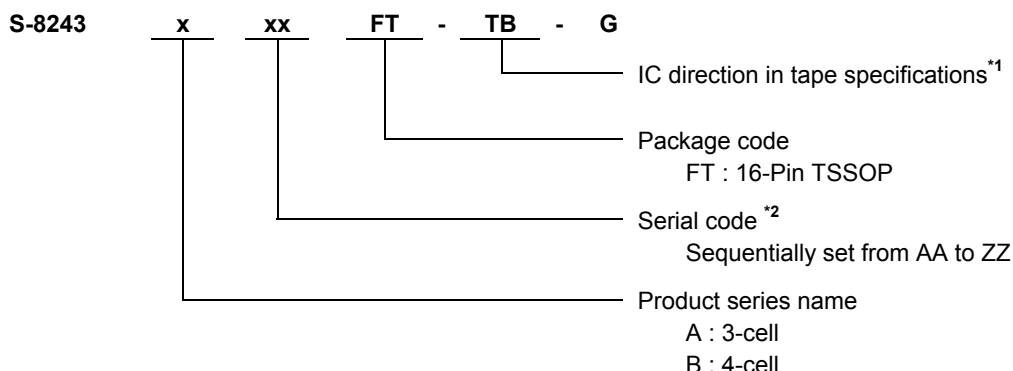 S-8243 x xx FT - TB - G
IC direction in tape specifications*1
Package code
FT : 16-Pin TSSOP
Serial code *2
Sequentially set from AA to ZZ
Product series name
A : 3-cell
B : 4-cell